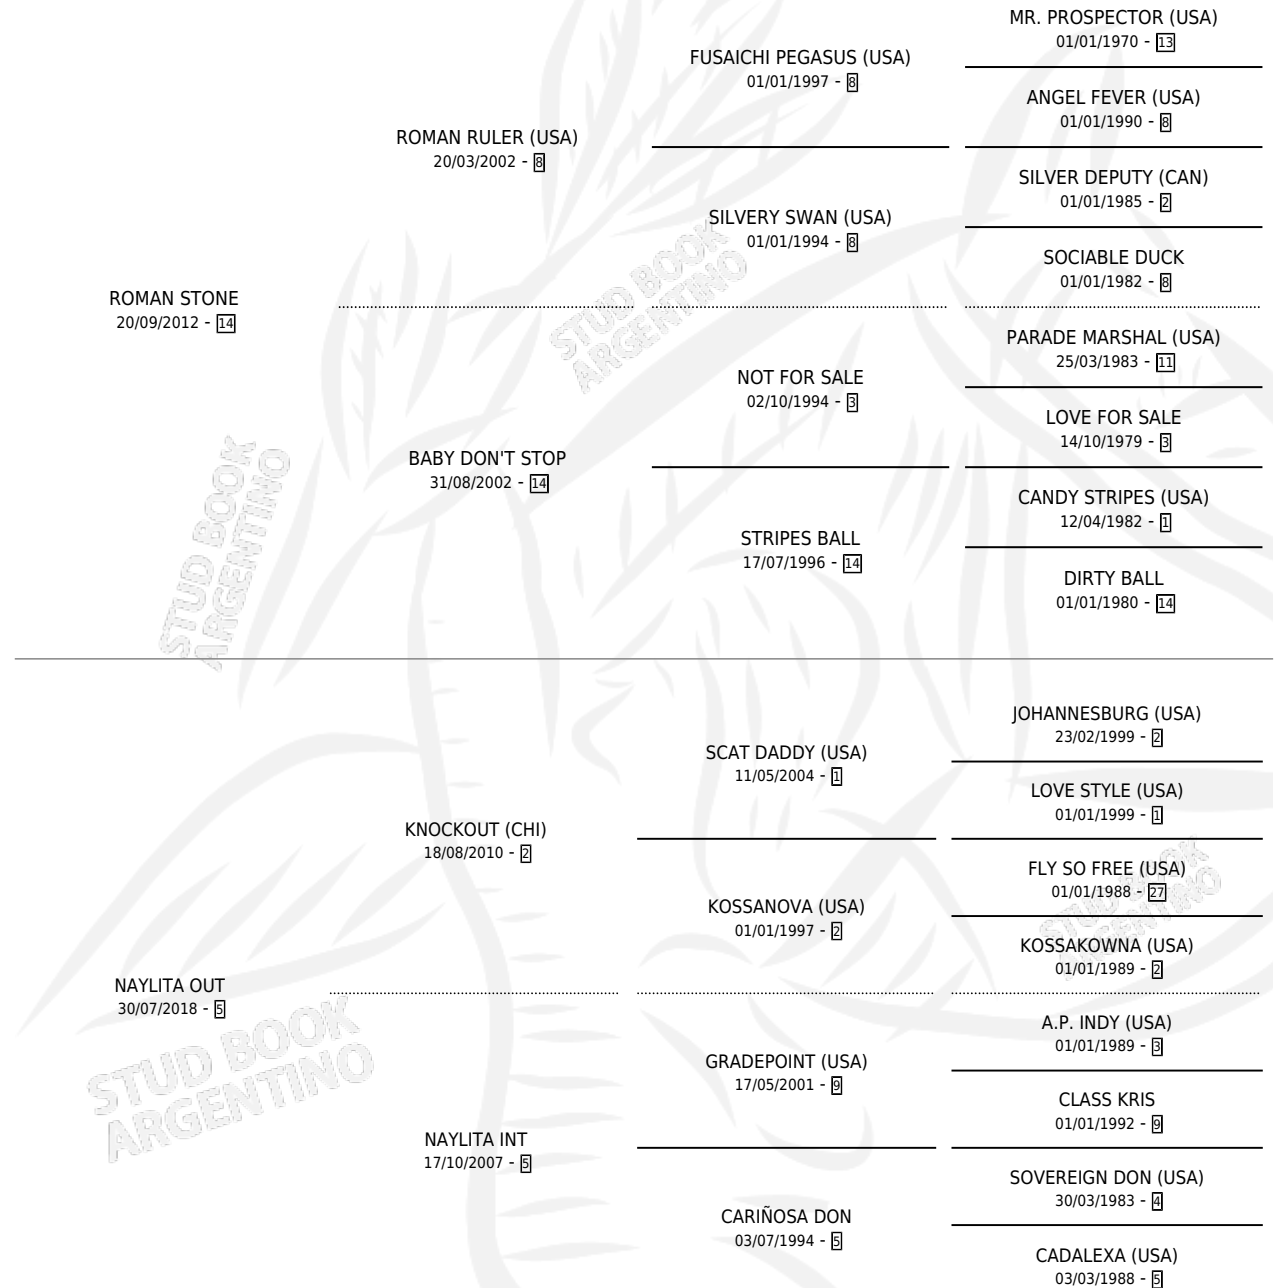 MR. PROSPECTOR (USA)
01/01/1970 - 13
FUSAICHI PEGASUS (USA)
01/01/1997 - 8
ANGEL FEVER (USA)
01/01/1990 - 8
ROMAN RULER (USA)
20/03/2002 - 8
SILVER DEPUTY (CAN)
01/01/1985 - 2
SILVERY SWAN (USA)
01/01/1994 - 8
SOCIABLE DUCK
01/01/1982 - 8
ROMAN STONE
20/09/2012 - 14
STUD BOOK
ARGENTINO
PARADE MARSHAL (USA)
25/03/1983 - 11
NOT FOR SALE
02/10/1994 - 3
LOVE FOR SALE
14/10/1979 - 3
BABY DON'T STOP
31/08/2002 - 14
CANDY STRIPES (USA)
12/04/1982 - 1
STRIPES BALL
17/07/1996 - 14
DIRTY BALL
01/01/1980 - 14
STUD BOOK
ARGENTINO
JOHANNESBURG (USA)
23/02/1999 - 2
SCAT DADDY (USA)
11/05/2004 - 1
LOVE STYLE (USA)
01/01/1999 - 1
KNOCKOUT (CHI)
18/08/2010 - 2
FLY SO FREE (USA)
01/01/1988 - 27
KOSSANOVA (USA)
01/01/1997 - 2
STUD BOOK
ARGENTINO
KOSSAKOWNA (USA)
01/01/1989 - 2
NAYLITA OUT
30/07/2018 - 5
STUD BOOK
ARGENTINO
A.P. INDY (USA)
01/01/1989 - 3
GRADEPOINT (USA)
17/05/2001 - 9
CLASS KRIS
01/01/1992 - 9
NAYLITA INT
17/10/2007 - 5
SOVEREIGN DON (USA)
30/03/1983 - 4
CARIÑOSA DON
03/07/1994 - 5
CADALEXA (USA)
03/03/1988 - 5